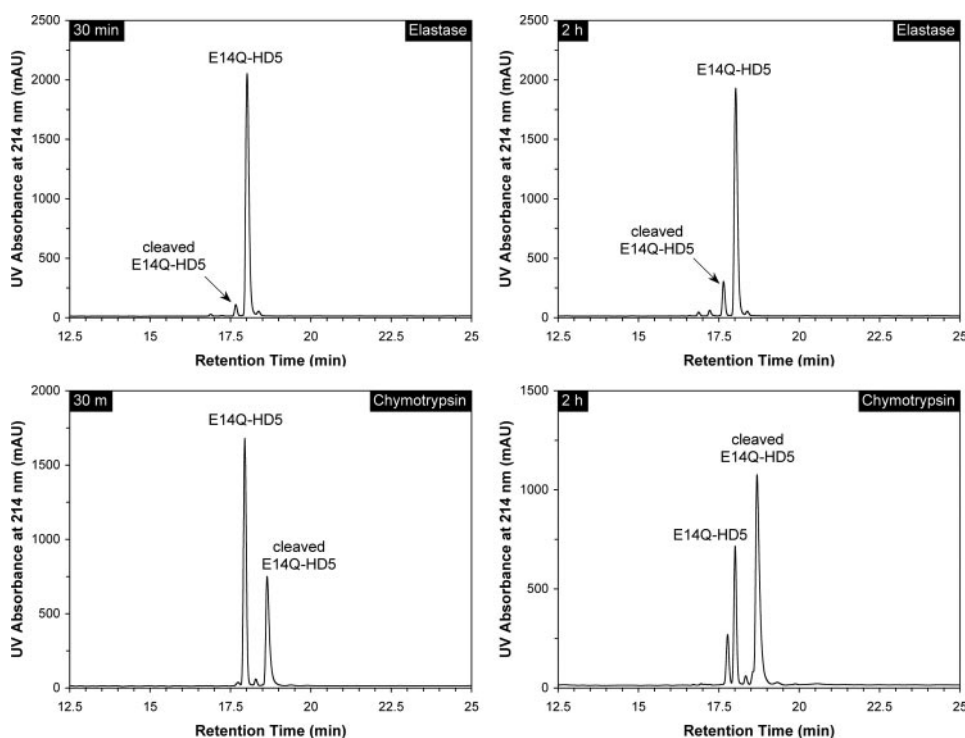 30 min
Elastase
E14Q-HD5
cleaved
E14Q-HD5
UV Absorbance at 214 nm (mAU)
2500
2000
1500
1000
500
0
12.5 15 17.5 20 22.5 25
Retention Time (min)
2 h
Elastase
E14Q-HD5
cleaved
E14Q-HD5
UV Absorbance at 214 nm (mAU)
2500
2000
1500
1000
500
0
12.5 15 17.5 20 22.5 25
Retention Time (min)
30 m
Chymotrypsin
E14Q-HD5
cleaved
E14Q-HD5
UV Absorbance at 214 nm (mAU)
2000
1500
1000
500
0
12.5 15 17.5 20 22.5 25
Retention Time (min)
2 h
Chymotrypsin
cleaved
E14Q-HD5
E14Q-HD5
UV Absorbance at 214 nm (mAU)
1500
1000
500
0
12.5 15 17.5 20 22.5 25
Retention Time (min)